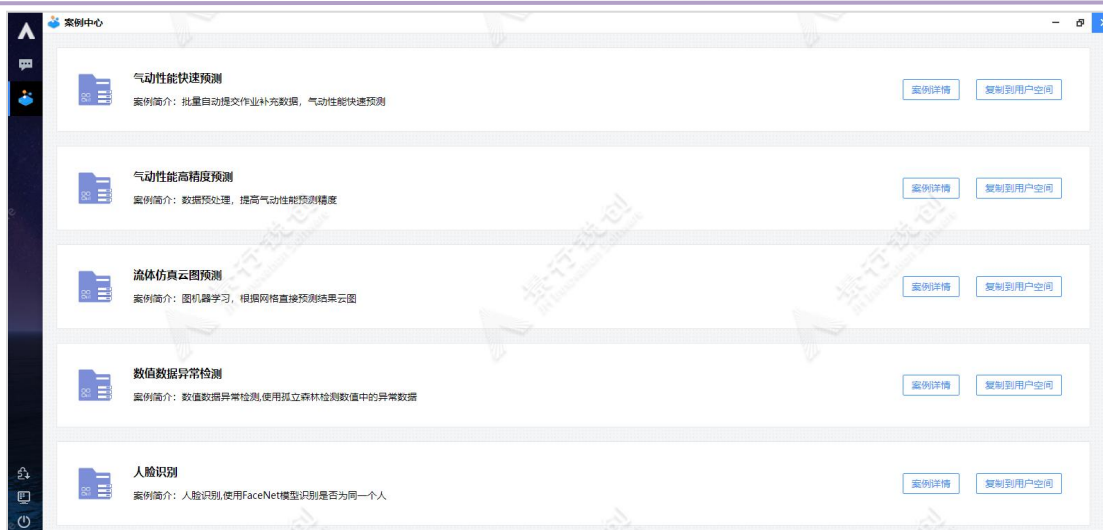 案例中心
气动性能快速预测
案例简介：批量自动提交作业补充数据，气动性能快速预测
案例详情
复制到用户空间
气动性能高精度预测
案例简介：数据预处理，提高气动性能预测精度
案例详情
复制到用户空间
流体仿真云图预测
案例简介：图机器学习，根据网格直接预测结果云图
案例详情
复制到用户空间
数值数据异常检测
案例简介：数值数据异常检测,使用孤立森林检测数值中的异常数据
案例详情
复制到用户空间
人脸识别
案例简介：人脸识别,使用FaceNet模型识别是否为同一个人
案例详情
复制到用户空间